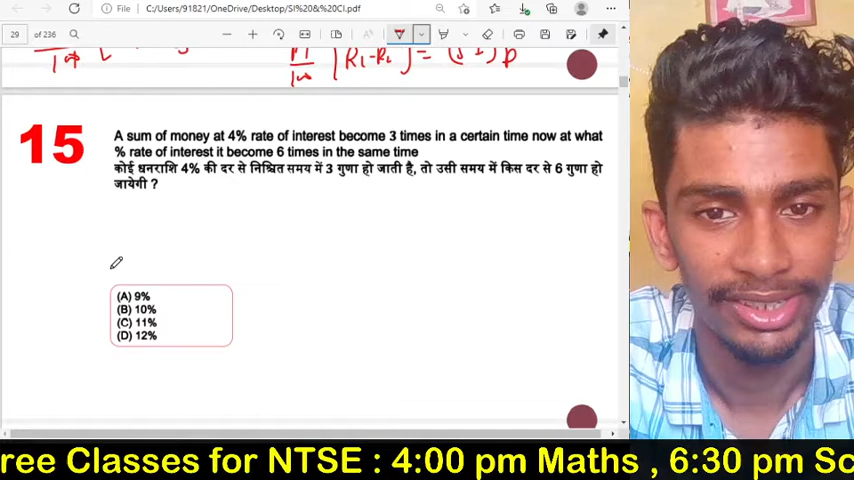 File
C:/Users/91821/OneDrive/Desktop/SI%20&%20CI.pdf
29 of 236
15
A sum of money at 4% rate of interest become 3 times in a certain time now at what
% rate of interest it become 6 times in the same time
कोई धनराशि 4% की दर से निश्चित समय में 3 गुणा हो जाती है, तो उसी समय में किस दर से 6 गुणा हो
जायेगी ?
(A) 9%
(B) 10%
(C) 11%
(D) 12%
ree Classes for NTSE : 4:00 pm Maths , 6:30 pm Sc